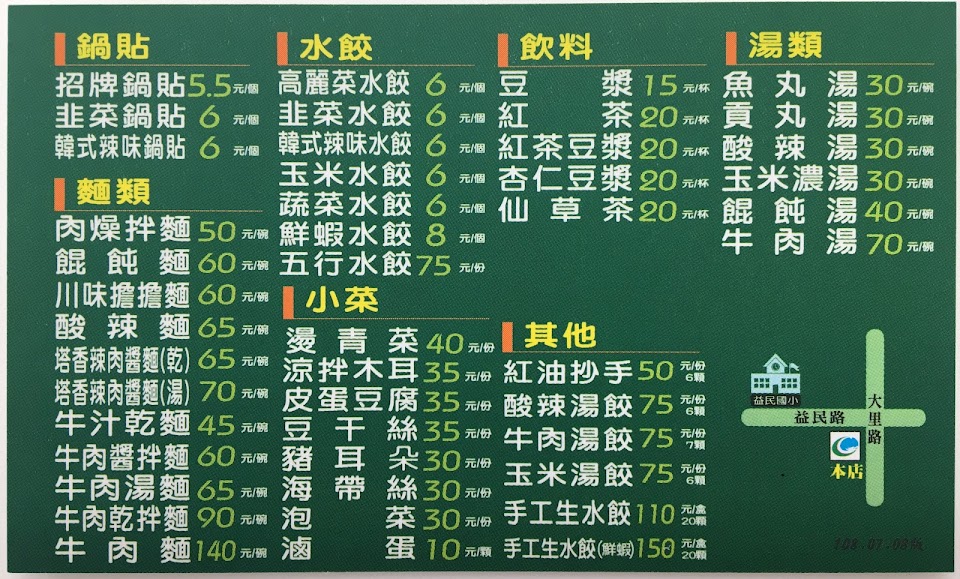 鍋貼
招牌鍋貼5.5元/個
韭菜鍋貼 6 元/個
韓式辣味鍋貼 6 元/個
麵類
肉燥拌麵 50 元/碗
餛飩麵 60 元/碗
川味擔擔麵 60 元/碗
酸辣麵 65 元/碗
塔香辣肉醬麵(乾) 65 元/碗
塔香辣肉醬麵(湯) 70 元/碗
牛汁乾麵 45 元/碗
牛肉醬拌麵 60 元/碗
牛肉湯麵 65 元/碗
牛肉乾拌麵 90 元/碗
牛肉麵 140 元/碗
水餃
高麗菜水餃 6 元/個
韭菜水餃 6 元/個
韓式辣味水餃 6 元/個
玉米水餃 6 元/個
蔬菜水餃 6 元/個
鮮蝦水餃 8 元/個
五行水餃 75 元/份
小菜
燙青菜 40 元/份
涼拌木耳 35 元/份
皮蛋豆腐 35 元/份
豆干絲 35 元/份
豬耳朵 30 元/份
海帶絲 30 元/份
泡菜 30 元/份
滷蛋 10 元/顆
飲料
豆漿 15 元/杯
紅茶 20 元/杯
紅茶豆漿 20 元/杯
杏仁豆漿 20 元/杯
仙草茶 20 元/杯
其他
紅油抄手 50 元/份 6顆
酸辣湯餃 75 元/份 6顆
牛肉湯餃 75 元/份 7顆
玉米湯餃 75 元/份 6顆
手工生水餃 110 元/盒 20顆
手工生水餃(鮮蝦) 150 元/盒 20顆
湯類
魚丸湯 30 元/碗
貢丸湯 30 元/碗
酸辣湯 30 元/碗
玉米濃湯 30 元/碗
餛飩湯 40 元/碗
牛肉湯 70 元/碗
益民國小
益民路
大里路
本店
108.07.08版